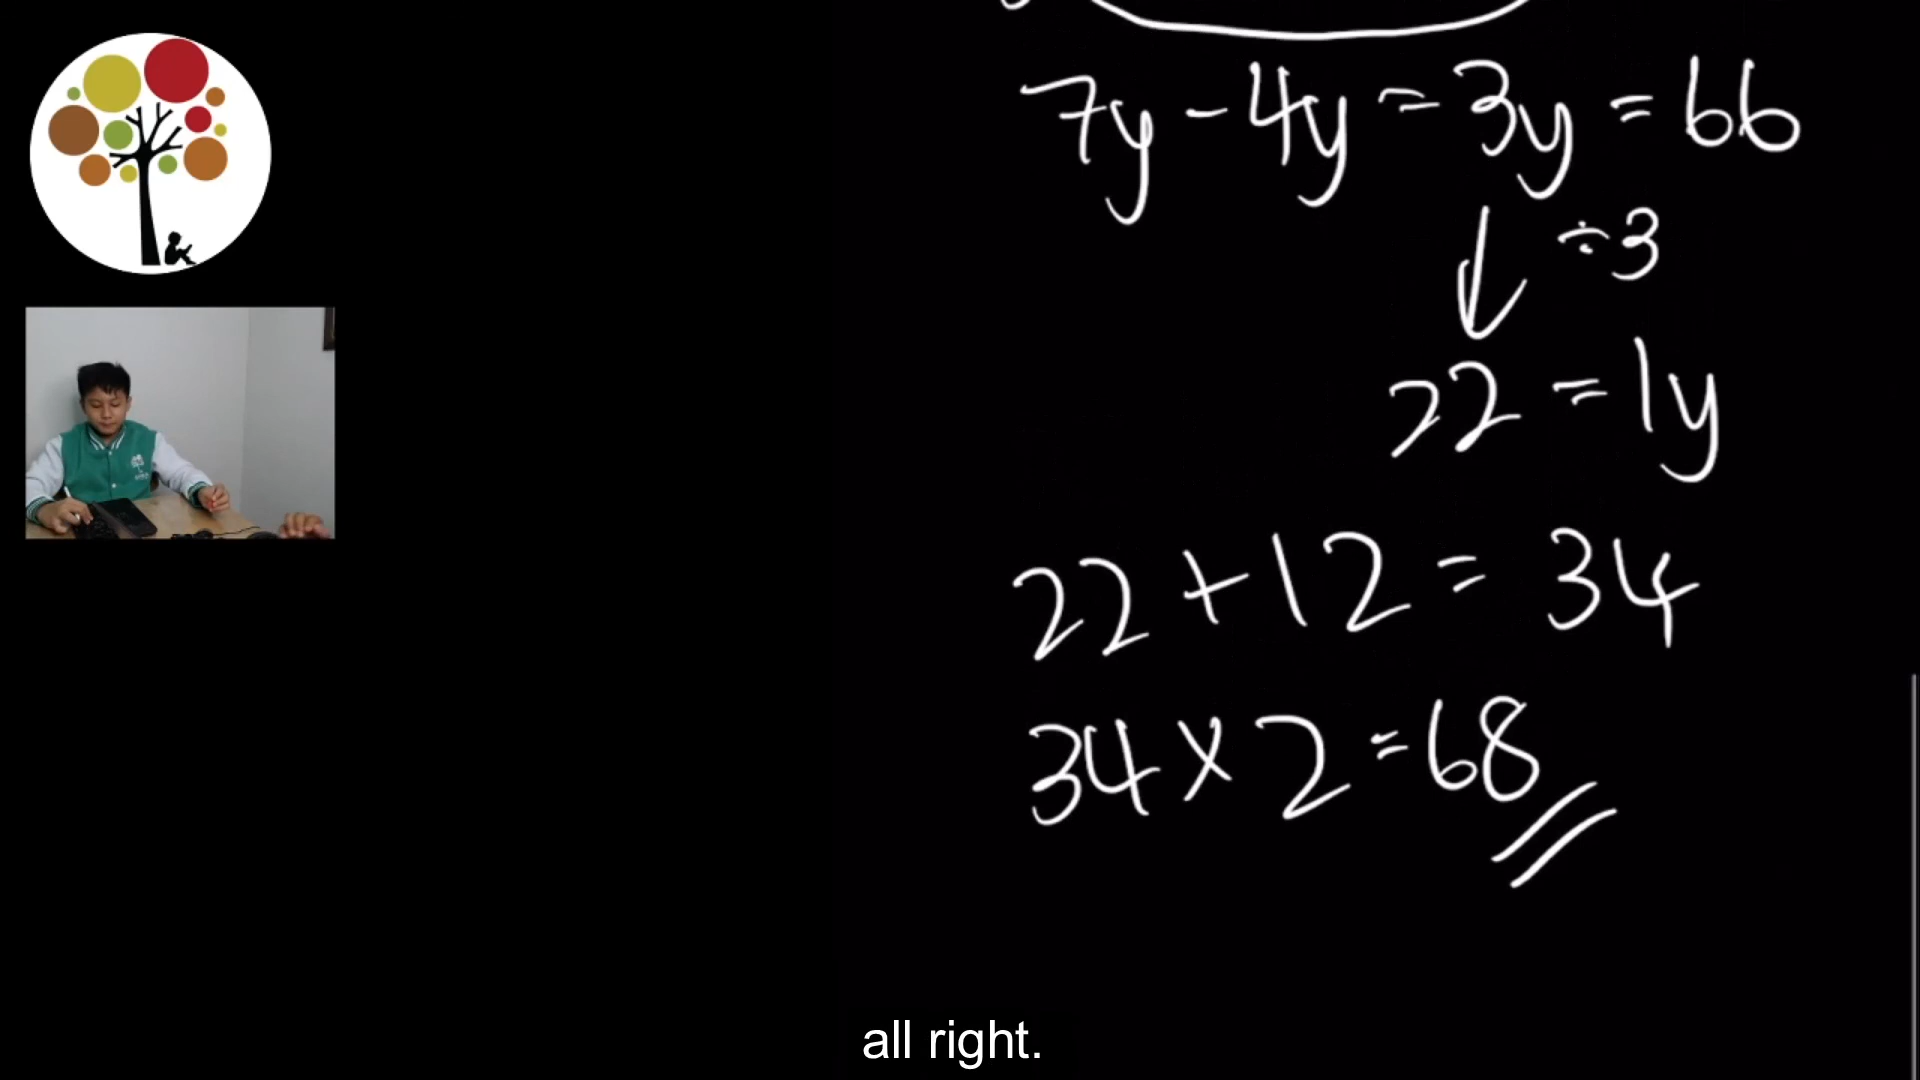 7y - 4y = 3y = 66
÷3
22 = 1y
22 + 12 = 34
34 x 2 = 68
all right.